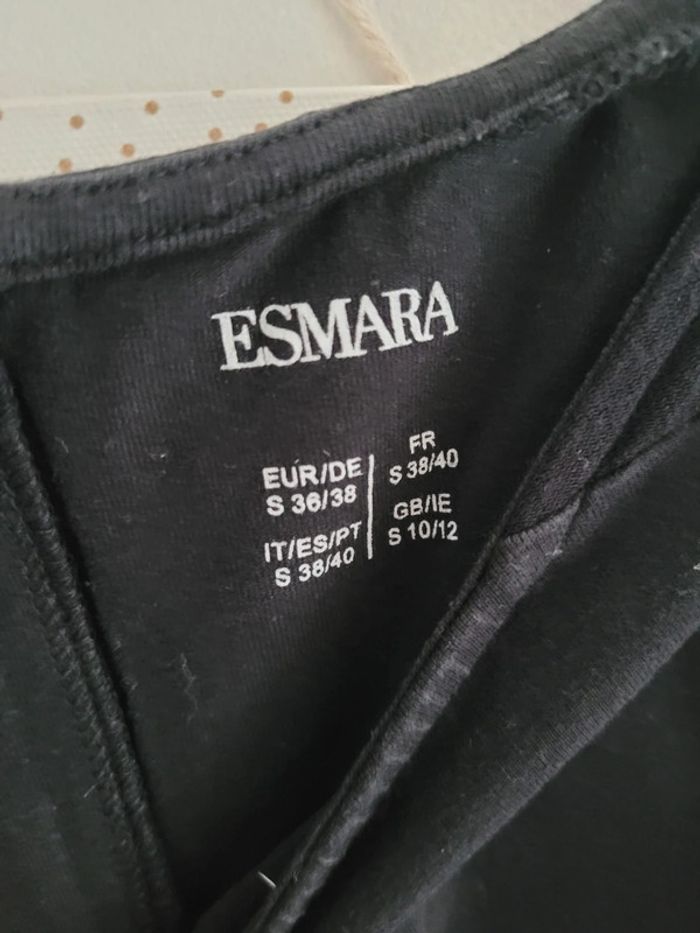 ESMARA
EUR/DE
S 36/38
IT/ES/PT
S 38/40
FR
S 38/40
GB/IE
S 10/12